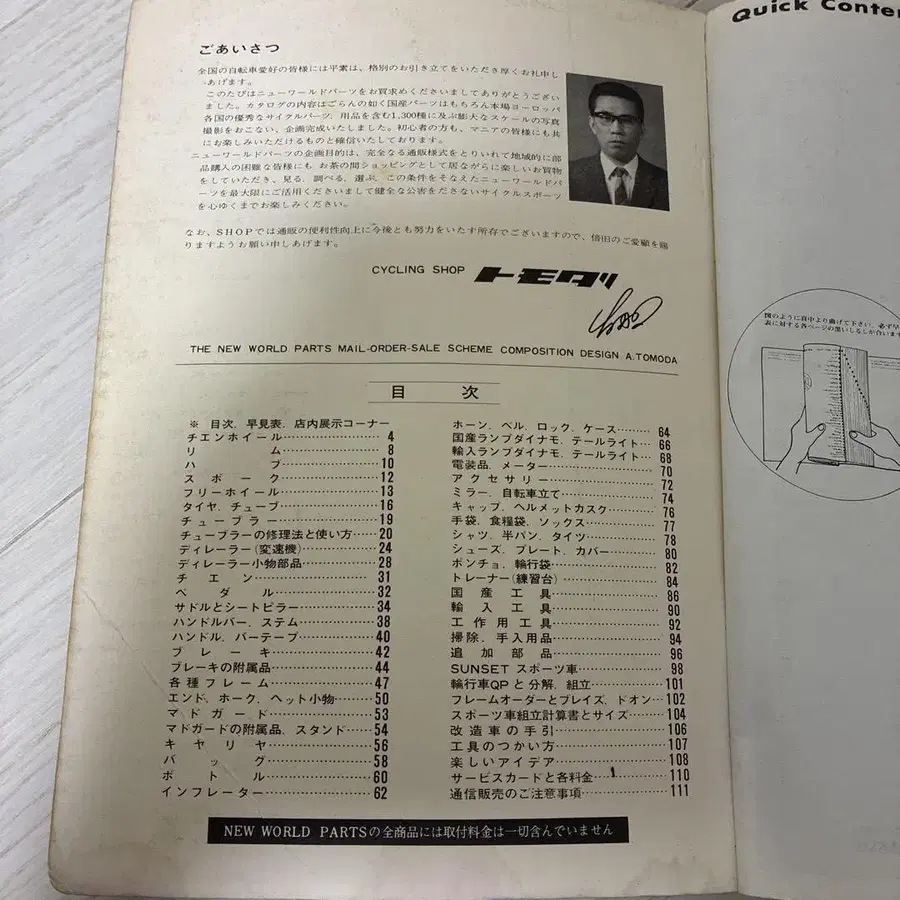 ごあいさつ
全国の自転車愛好の皆様には平素は、格別のお引き立てをいただき厚くお礼申し
あげます。
このたびはニューワールドパーツをお買求めくださいましてありがとうござい
ました。カタログの内容はごらんの如く国産パーツはもちろん本場ヨーロッパ
各国の優秀なサイクルパーツ、用品を含む1,300種に及ぶ膨大なスケールの写真
撮影をおこない、企画完成いたしました。初心者の方も、マニアの皆様にも共
にお楽しみいただけるものと確信いたしております。
ニューワールドパーツの企画目的は、完全なる通販様式をとりいれて地域的に部
品購入の困難な皆様にも お茶の間ショッピングとして居ながらに楽しいお買物
をしていただき、見る、調べる、選ぶ、この条件をそなえたニューワールドパ
ーツを最大限にご活用くださいまして健全な公害をださないサイクルスポーツ
を心ゆくまでお楽しみください。
なお、SHOPでは通販の便利性向上に今後とも努力をいたす所存でございますので、倍旧のご愛顧を賜
りますようお願い申しあげます。
CYCLING SHOP トモダ
THE NEW WORLD PARTS MAIL-ORDER-SALE SCHEME COMPOSITION DESIGN A.TOMODA
目 次
※ 目次、早見表、店内展示コーナー
チエンホイール………4
リム………8
ハブ………10
スポーク………12
フリーホイール………13
タイヤ、チューブ………16
チューブラー………19
チューブラーの修理法と使い方……20
ディレーラー(変速機)………24
ディレーラー小物部品………28
チエン………31
ペダル………32
サドルとシートピラー………34
ハンドルバー、ステム………38
ハンドル、バーテープ………40
ブレーキ………42
ブレーキの附属品………44
各種フレーム………47
エンド、ホーク、ヘット小物………50
マドガード………53
マドガードの附属品、スタンド……54
キヤリヤ………56
バッグ………58
ボトル………60
インフレーター………62
ホーン、ベル、ロック、ケース………64
国産ランプダイナモ、テールライト…66
輸入ランプダイナモ、テールライト…68
電装品、メーター………70
アクセサリー………72
ミラー、自転車立て………74
キャップ、ヘルメットカスク………76
手袋、食糧袋、ソックス………77
シャツ、半パン、タイツ………78
シューズ、プレート、カバー………80
ポンチョ、輪行袋………82
トレーナー(練習台)………84
国産工具………86
輸入工具………90
工作用工具………92
掃除、手入用品………94
追加部品………96
SUNSET スポーツ車………98
輪行車QPと分解、組立………101
フレームオーダーとブレイズ、ドオン…102
スポーツ車組立計算書とサイズ………104
改造車の手引………106
工具のつかい方………107
楽しいアイデア………108
サービスカードと各料金………110
通信販売のご注意事項………111
NEW WORLD PARTSの全商品には取付料金は一切含んでいません
Quick Conten
図のように真中より曲げて下さい。必ず早
表に対する各ページの黒いしるしが合います